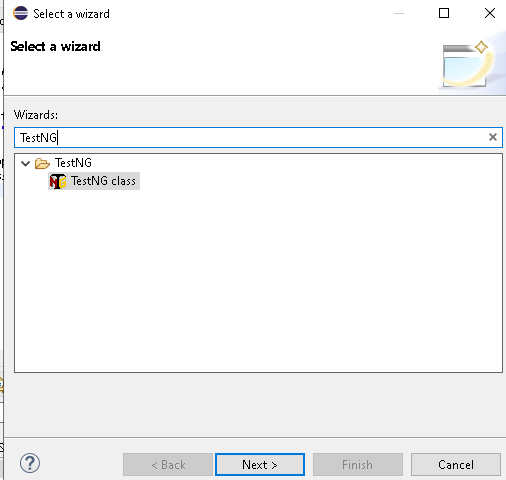 Select a wizard
Select a wizard
Wizards:
TestNG
TestNG
TestNG class
< Back
Next >
Finish
Cancel